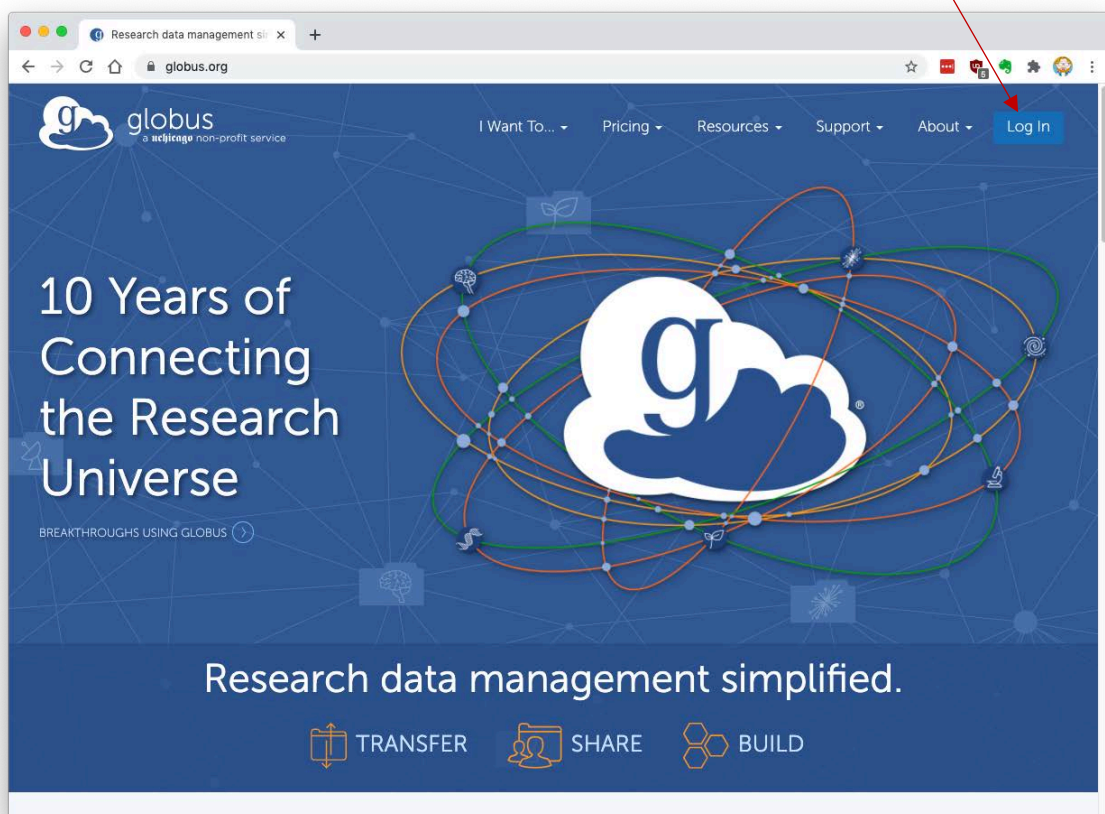 Research data management si
globus.org
5
g
globus
a uchicago non-profit service
I Want To... Pricing Resources Support About Log In
10 Years of
Connecting
the Research
Universe
BREAKTHROUGHS USING GLOBUS
g
®
Research data management simplified.
TRANSFER SHARE BUILD